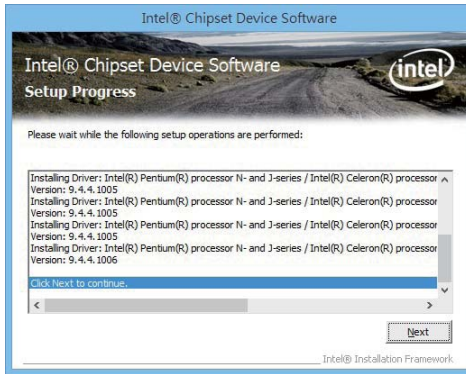 Intel® Chipset Device Software
Intel® Chipset Device Software
intel
Setup Progress
Please wait while the following setup operations are performed:
Installing Driver: Intel(R) Pentium(R) processor N- and J-series / Intel(R) Celeron(R) processor
Version: 9.4.4.1005
Installing Driver: Intel(R) Pentium(R) processor N- and J-series / Intel(R) Celeron(R) processor
Version: 9.4.4.1005
Installing Driver: Intel(R) Pentium(R) processor N- and J-series / Intel(R) Celeron(R) processor
Version: 9.4.4.1005
Installing Driver: Intel(R) Pentium(R) processor N- and J-series / Intel(R) Celeron(R) processor
Version: 9.4.4.1006
Click Next to continue.
Next
Intel® Installation Framework